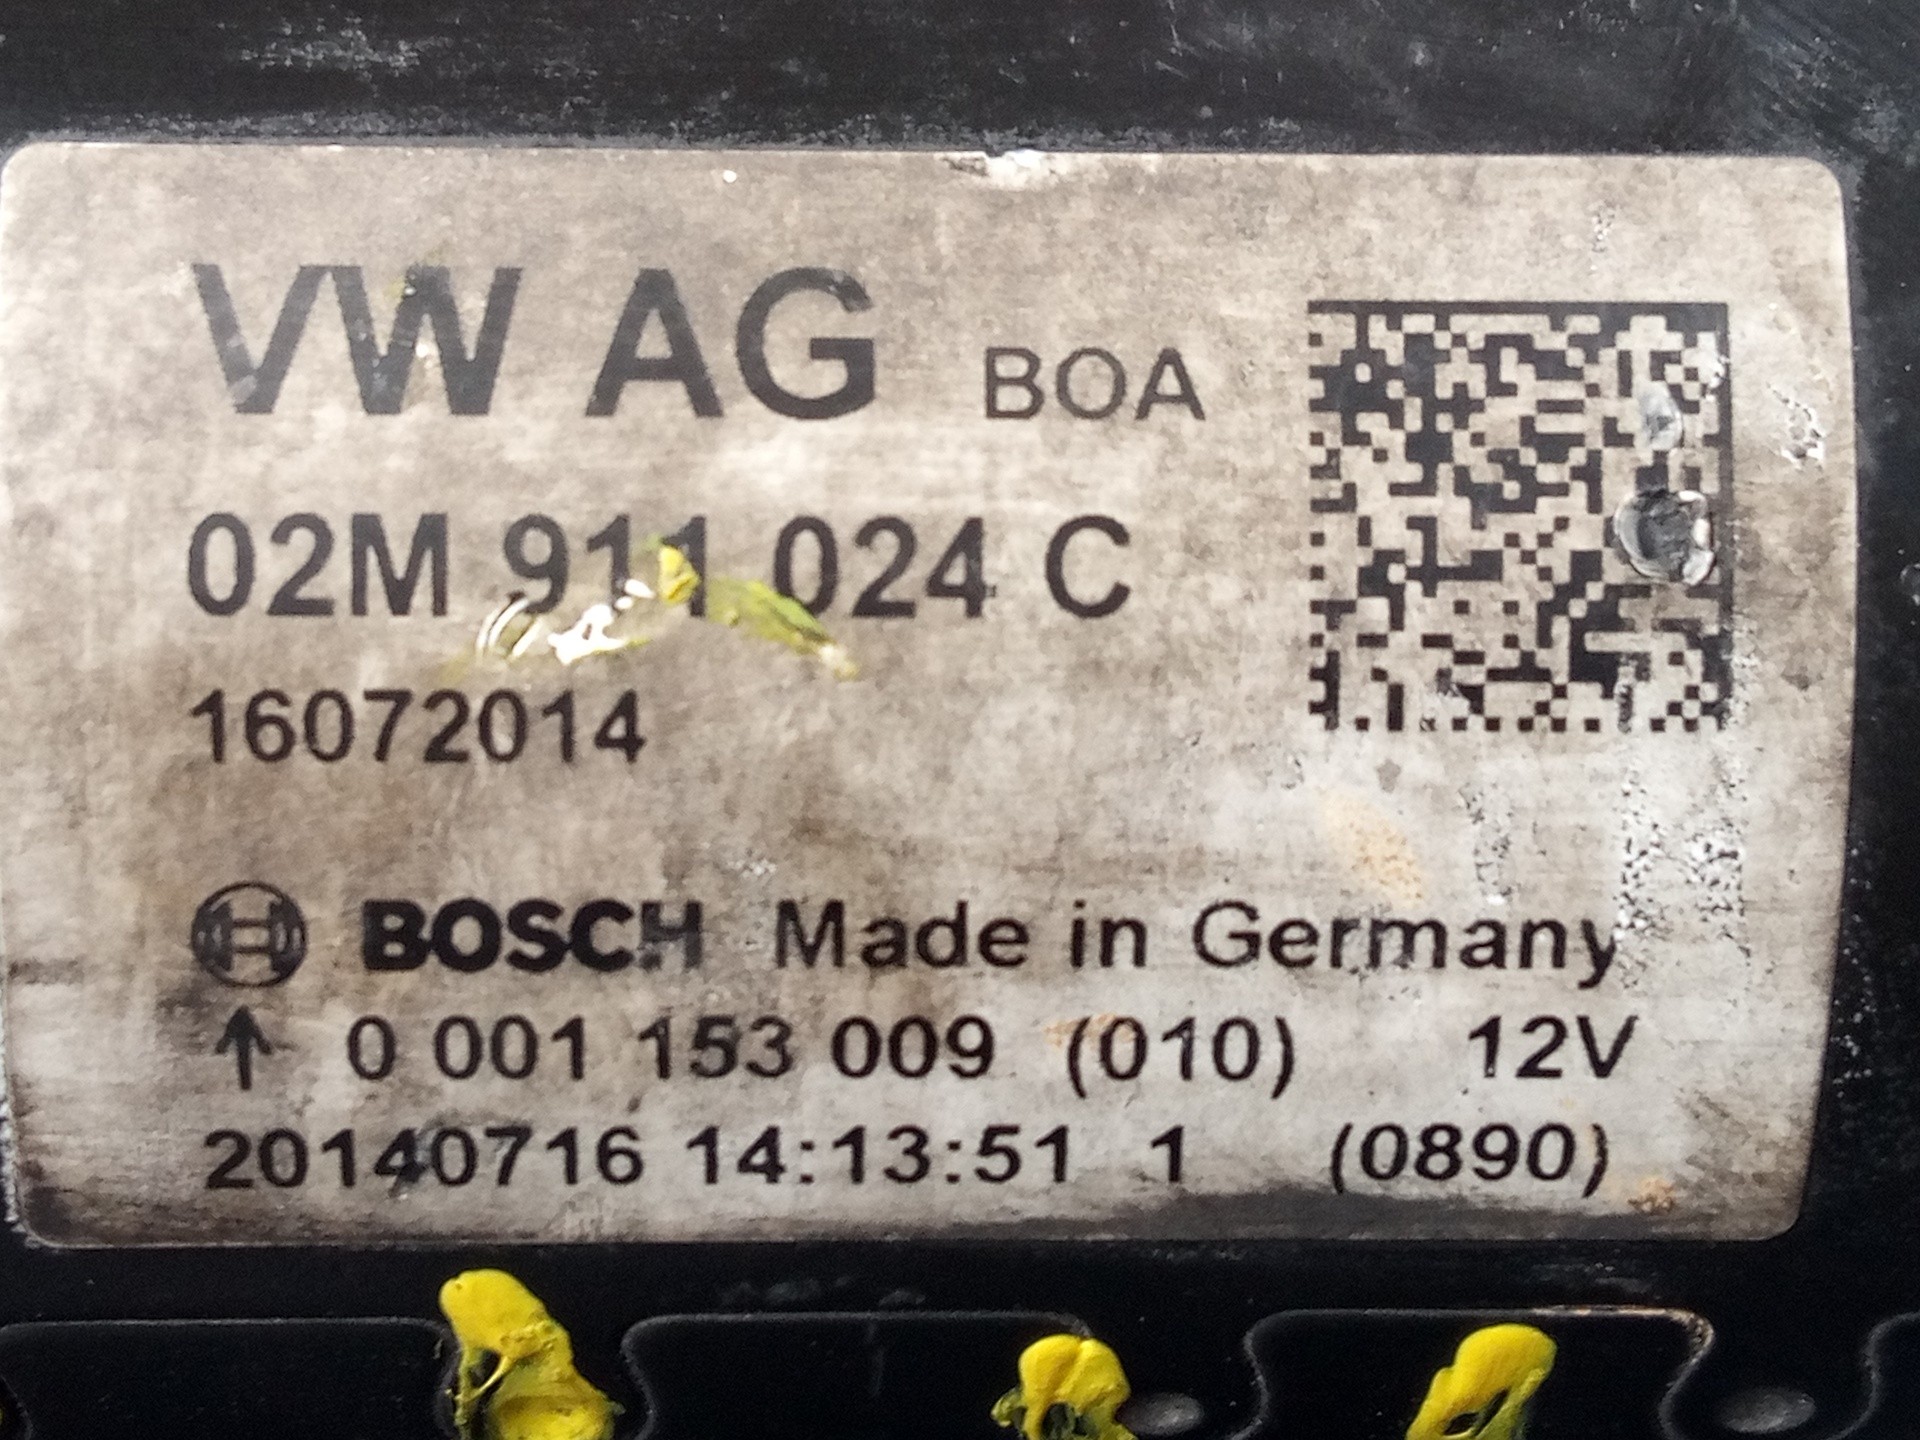 VW AG BOA
02M 911 024 C
16072014
BOSCH Made in Germany
↑ 0 001 153 009 (010) 12V
20140716 14:13:51 1 (0890)